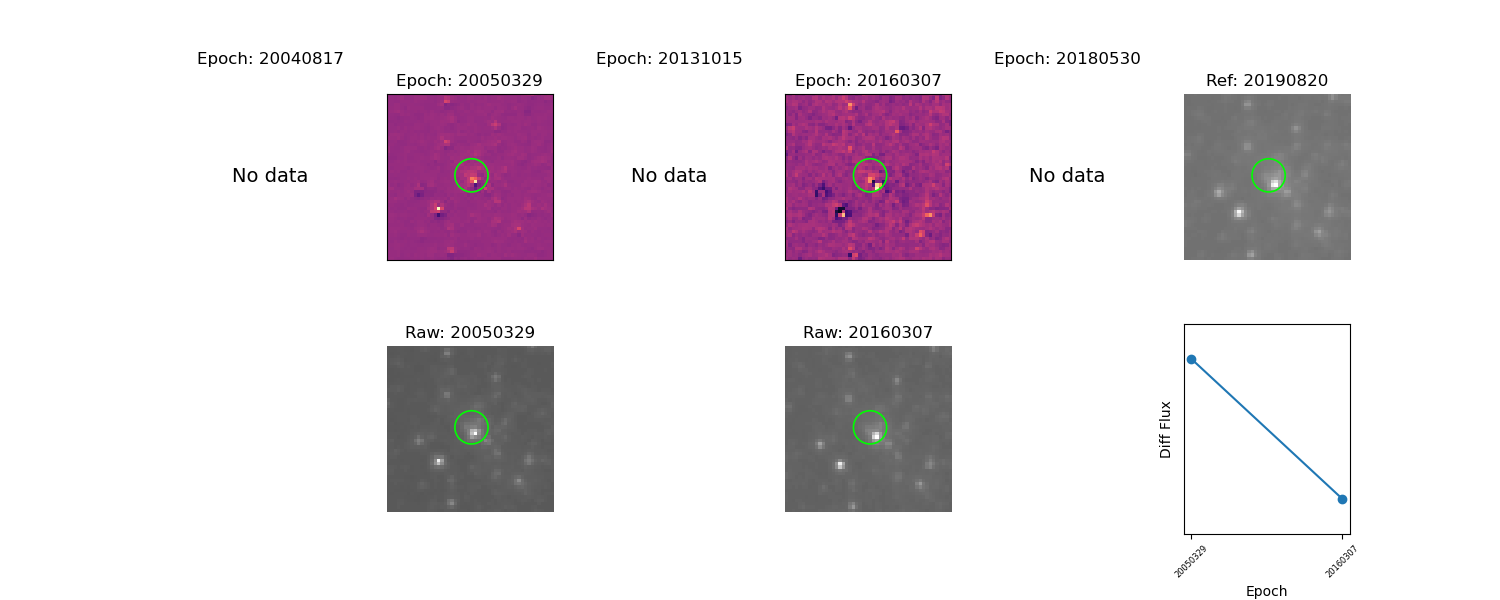 Epoch: 20040817
Epoch: 20131015
Epoch: 20180530
Epoch: 20050329
Epoch: 20160307
Ref: 20190820
No data
No data
No data
Raw: 20050329
Raw: 20160307
Diff Flux
20050329
20160307
Epoch